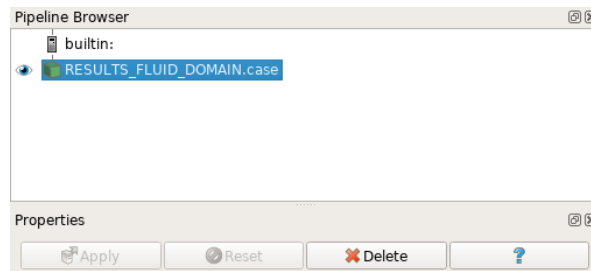 Pipeline Browser
builtin:
RESULTS_FLUID_DOMAIN.case
Properties
Apply Reset Delete ?